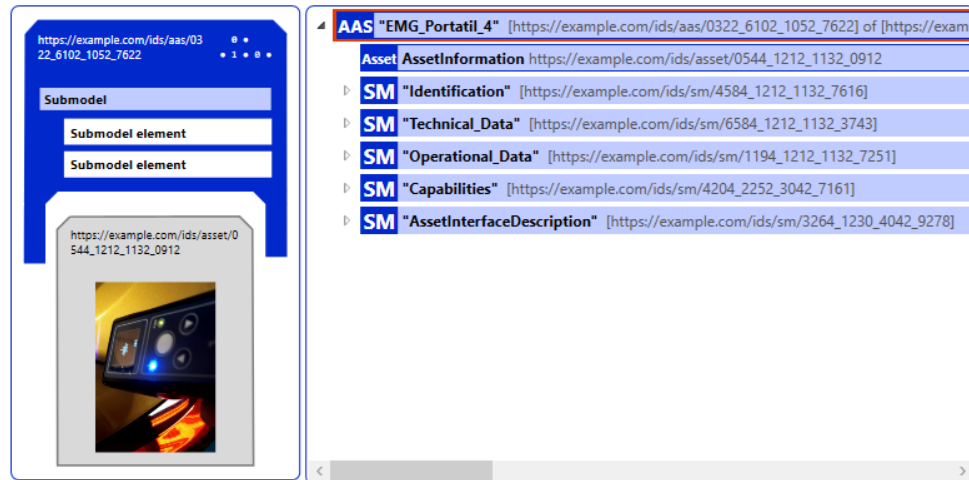 https://example.com/ids/aas/03
22_6102_1052_7622
0 ●
● 1 ● 0 ●
Submodel
Submodel element
Submodel element
https://example.com/ids/asset/0
544_1212_1132_0912
AAS "EMG_Portatil_4" [https://example.com/ids/aas/0322_6102_1052_7622] of [https://exam
Asset AssetInformation https://example.com/ids/asset/0544_1212_1132_0912
SM "Identification" [https://example.com/ids/sm/4584_1212_1132_7616]
SM "Technical_Data" [https://example.com/ids/sm/6584_1212_1132_3743]
SM "Operational_Data" [https://example.com/ids/sm/1194_1212_1132_7251]
SM "Capabilities" [https://example.com/ids/sm/4204_2252_3042_7161]
SM "AssetInterfaceDescription" [https://example.com/ids/sm/3264_1230_4042_9278]